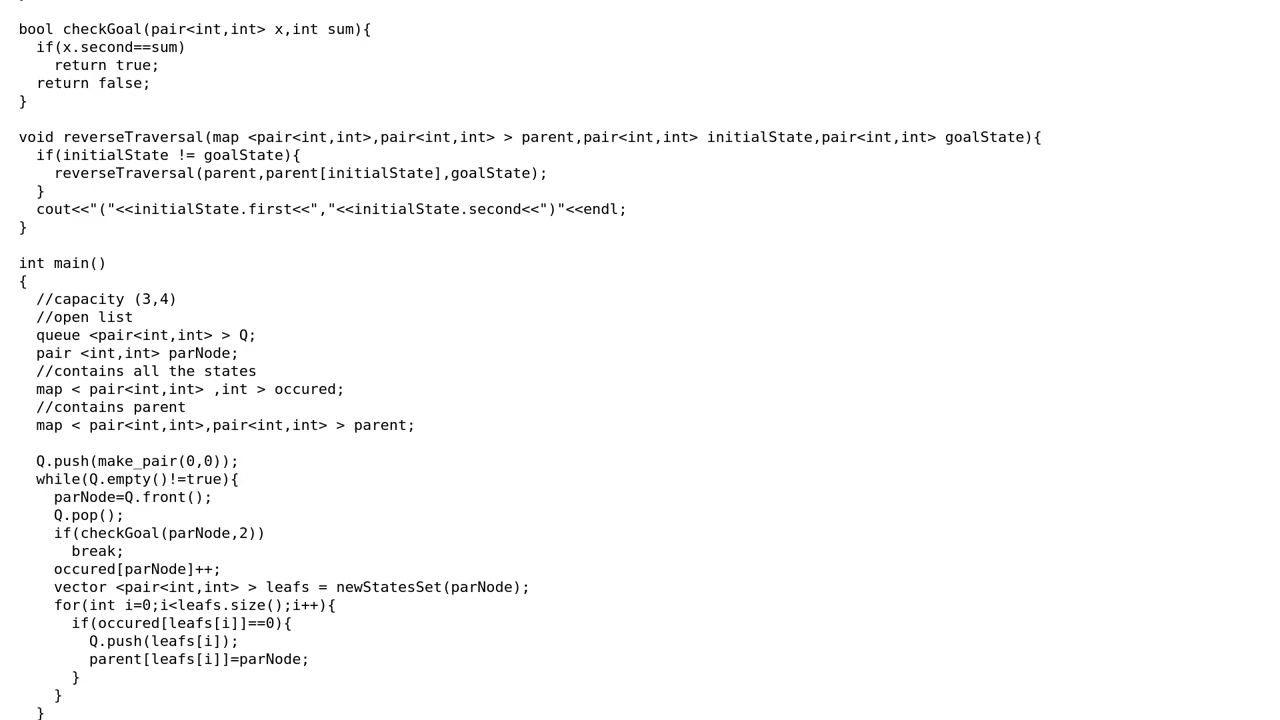 bool checkGoal(pair<int,int> x,int sum){
  if(x.second==sum)
    return true;
  return false;
}

void reverseTraversal(map <pair<int,int>,pair<int,int> > parent,pair<int,int> initialState,pair<int,int> goalState){
  if(initialState != goalState){
    reverseTraversal(parent,parent[initialState],goalState);
  }
  cout<<"("<<initialState.first<<","<<initialState.second<<")"<<endl;
}

int main()
{
  //capacity (3,4)
  //open list
  queue <pair<int,int> > Q;
  pair <int,int> parNode;
  //contains all the states
  map < pair<int,int> ,int > occured;
  //contains parent
  map < pair<int,int>,pair<int,int> > parent;

  Q.push(make_pair(0,0));
  while(Q.empty()!=true){
    parNode=Q.front();
    Q.pop();
    if(checkGoal(parNode,2))
      break;
    occured[parNode]++;
    vector <pair<int,int> > leafs = newStatesSet(parNode);
    for(int i=0;i<leafs.size();i++){
      if(occured[leafs[i]]==0){
        Q.push(leafs[i]);
        parent[leafs[i]]=parNode;
      }
    }
  }